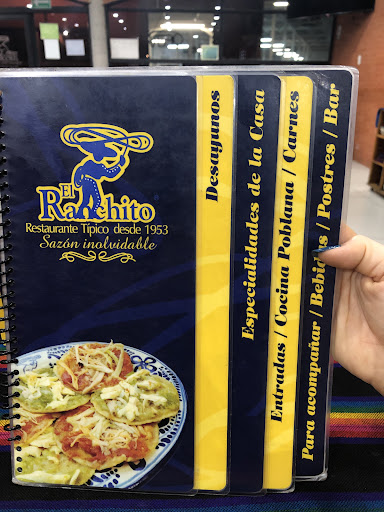 El
Ranchito
Restaurante Típico desde 1953
Sazón inolvidable
Desayunos
Especialidades de la Casa
Entradas / Cocina Poblana / Carnes
Para acompañar / Bebidas / Postres / Bar